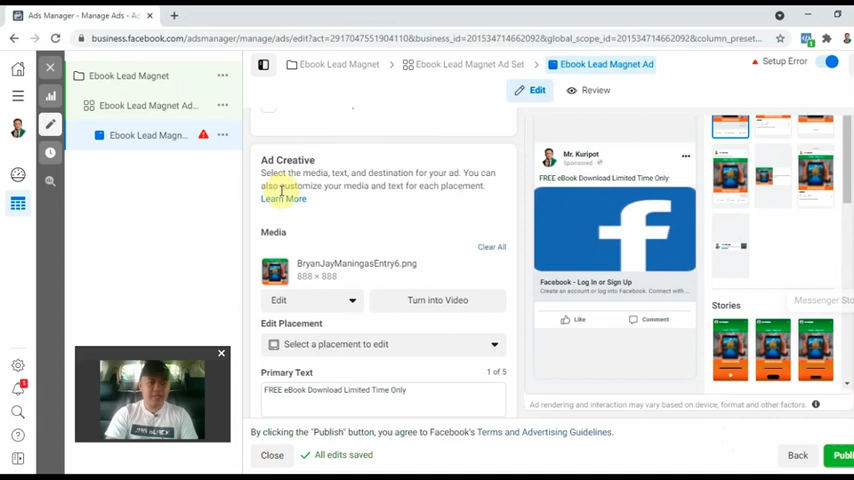 Ads Manager - Manage Ads - Ad
business.facebook.com/adsmanager/manage/ads/edit?act=2917047551904110&business_id=201534714662092&global_scope_id=201534714662092&column_preset...
Ebook Lead Magnet
Ebook Lead Magnet Ad...
Ebook Lead Magn...
Ebook Lead Magnet
Ebook Lead Magnet Ad Set
Ebook Lead Magnet Ad
Setup Error
Edit
Review
Ad Creative
Select the media, text, and destination for your ad. You can
also customize your media and text for each placement.
Learn More
Media
Clear All
BryanJayManingasEntry6.png
888 × 888
Edit
Turn into Video
Edit Placement
Select a placement to edit
Primary Text
1 of 5
FREE eBook Download Limited Time Only
Mr. Kuripot
Sponsored
FREE eBook Download Limited Time Only
f
Facebook - Log In or Sign Up
Create an account or log into Facebook. Connect with ...
Like
Comment
Stories
Messenger Sto
Ad rendering and interaction may vary based on device, format and other factors.
By clicking the "Publish" button, you agree to Facebook's Terms and Advertising Guidelines.
Close
All edits saved
Back
Publ
1